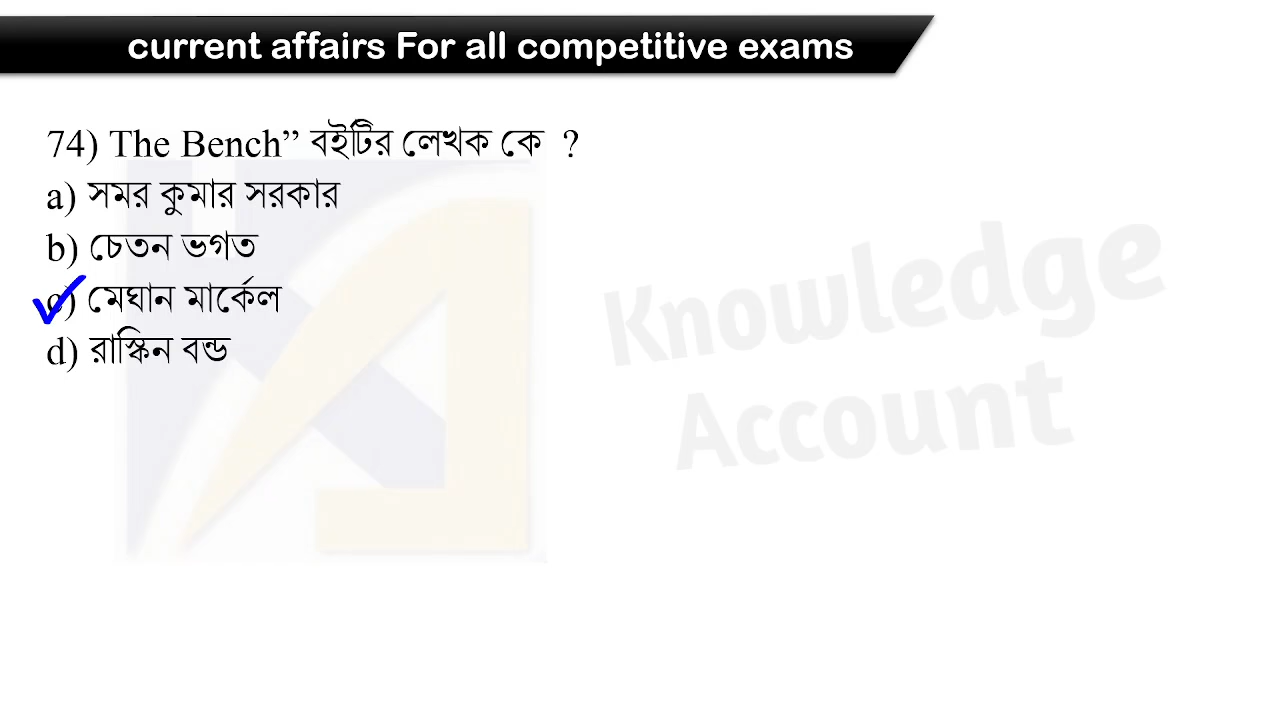 current affairs For all competitive exams
74) The Bench” বইটির লেখক কে ?
a) সমর কুমার সরকার
b) চেতন ভগত
c) মেঘান মার্কেল
d) রাস্কিন বন্ড
Knowledge
Account